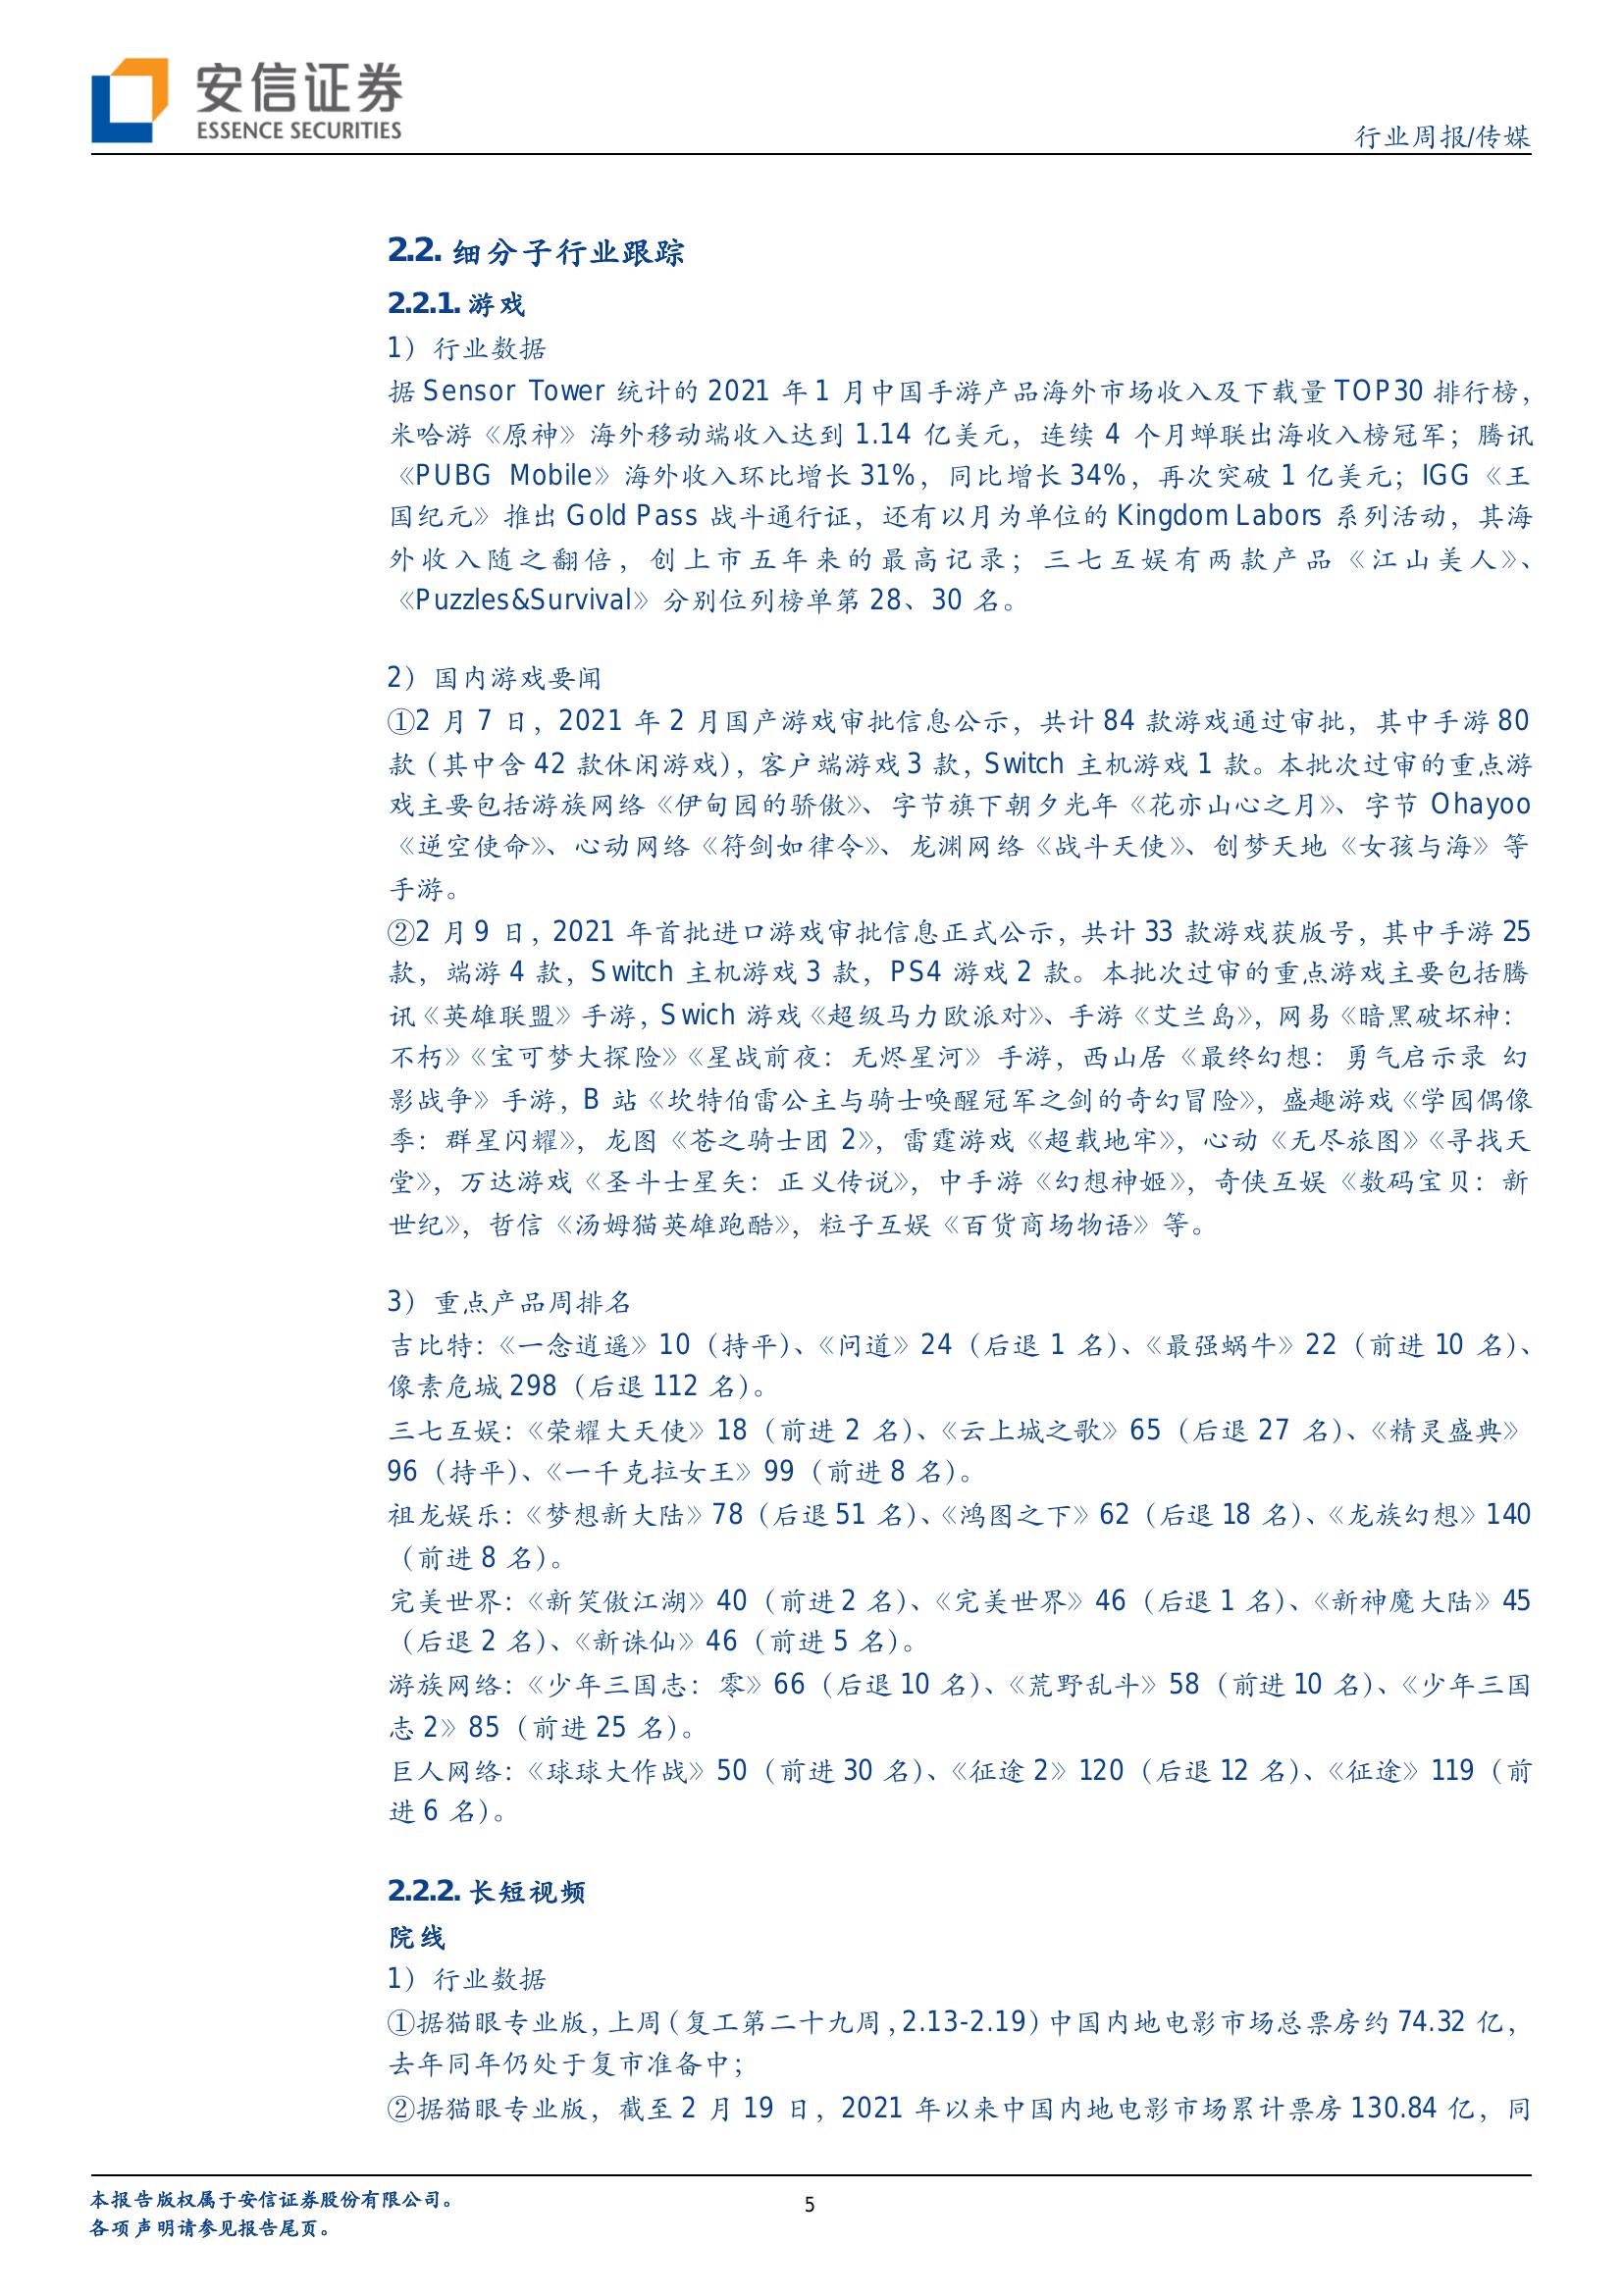 安信证券
ESSENCE SECURITIES
行业周报/传媒
2.2. 细分子行业跟踪
2.2.1. 游戏
1）行业数据
据 Sensor Tower 统计的 2021 年 1 月中国手游产品海外市场收入及下载量 TOP30 排行榜，
米哈游《原神》海外移动端收入达到 1.14 亿美元，连续 4 个月蝉联出海收入榜冠军；腾讯
《PUBG Mobile》海外收入环比增长 31%，同比增长 34%，再次突破 1 亿美元；IGG《王
国纪元》推出 Gold Pass 战斗通行证，还有以月为单位的 Kingdom Labors 系列活动，其海
外收入随之翻倍，创上市五年来的最高记录；三七互娱有两款产品《江山美人》、
《Puzzles&Survival》分别位列榜单第 28、30 名。
2）国内游戏要闻
①2 月 7 日，2021 年 2 月国产游戏审批信息公示，共计 84 款游戏通过审批，其中手游 80
款（其中含 42 款休闲游戏），客户端游戏 3 款，Switch 主机游戏 1 款。本批次过审的重点游
戏主要包括游族网络《伊甸园的骄傲》、字节旗下朝夕光年《花亦山心之月》、字节 Ohayoo
《逆空使命》、心动网络《符剑如律令》、龙渊网络《战斗天使》、创梦天地《女孩与海》等
手游。
②2 月 9 日，2021 年首批进口游戏审批信息正式公示，共计 33 款游戏获版号，其中手游 25
款，端游 4 款，Switch 主机游戏 3 款，PS4 游戏 2 款。本批次过审的重点游戏主要包括腾
讯《英雄联盟》手游，Swich 游戏《超级马力欧派对》、手游《艾兰岛》，网易《暗黑破坏神：
不朽》《宝可梦大探险》《星战前夜：无烬星河》手游，西山居《最终幻想：勇气启示录 幻
影战争》手游，B 站《坎特伯雷公主与骑士唤醒冠军之剑的奇幻冒险》，盛趣游戏《学园偶像
季：群星闪耀》，龙图《苍之骑士团 2》，雷霆游戏《超载地牢》，心动《无尽旅图》《寻找天
堂》，万达游戏《圣斗士星矢：正义传说》，中手游《幻想神姬》，奇侠互娱《数码宝贝：新
世纪》，哲信《汤姆猫英雄跑酷》，粒子互娱《百货商场物语》等。
3）重点产品周排名
吉比特：《一念逍遥》10（持平）、《问道》24（后退 1 名）、《最强蜗牛》22（前进 10 名）、
像素危城 298（后退 112 名）。
三七互娱：《荣耀大天使》18（前进 2 名）、《云上城之歌》65（后退 27 名）、《精灵盛典》
96（持平）、《一千克拉女王》99（前进 8 名）。
祖龙娱乐：《梦想新大陆》78（后退 51 名）、《鸿图之下》62（后退 18 名）、《龙族幻想》140
（前进 8 名）。
完美世界：《新笑傲江湖》40（前进 2 名）、《完美世界》46（后退 1 名）、《新神魔大陆》45
（后退 2 名）、《新诛仙》46（前进 5 名）。
游族网络：《少年三国志：零》66（后退 10 名）、《荒野乱斗》58（前进 10 名）、《少年三国
志 2》85（前进 25 名）。
巨人网络：《球球大作战》50（前进 30 名）、《征途 2》120（后退 12 名）、《征途》119（前
进 6 名）。
2.2.2. 长短视频
院线
1）行业数据
①据猫眼专业版，上周（复工第二十九周，2.13-2.19）中国内地电影市场总票房约 74.32 亿，
去年同年仍处于复市准备中；
②据猫眼专业版，截至 2 月 19 日，2021 年以来中国内地电影市场累计票房 130.84 亿，同
本报告版权属于安信证券股份有限公司。
5
各项声明请参见报告尾页。